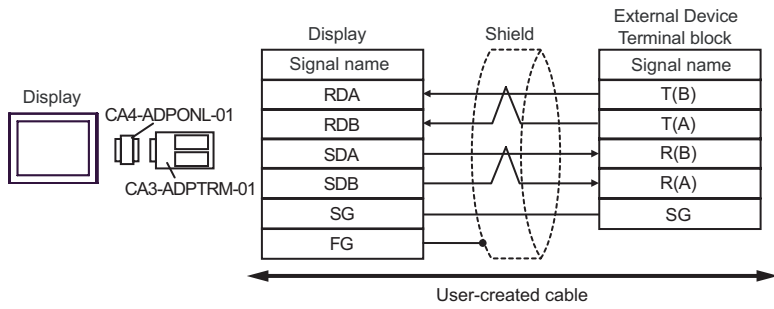 Display
CA4-ADPONL-01
CA3-ADPTRM-01
Display
Shield
External Device
Terminal block
Signal name
Signal name
RDA
T(B)
RDB
T(A)
SDA
R(B)
SDB
R(A)
SG
SG
FG
User-created cable